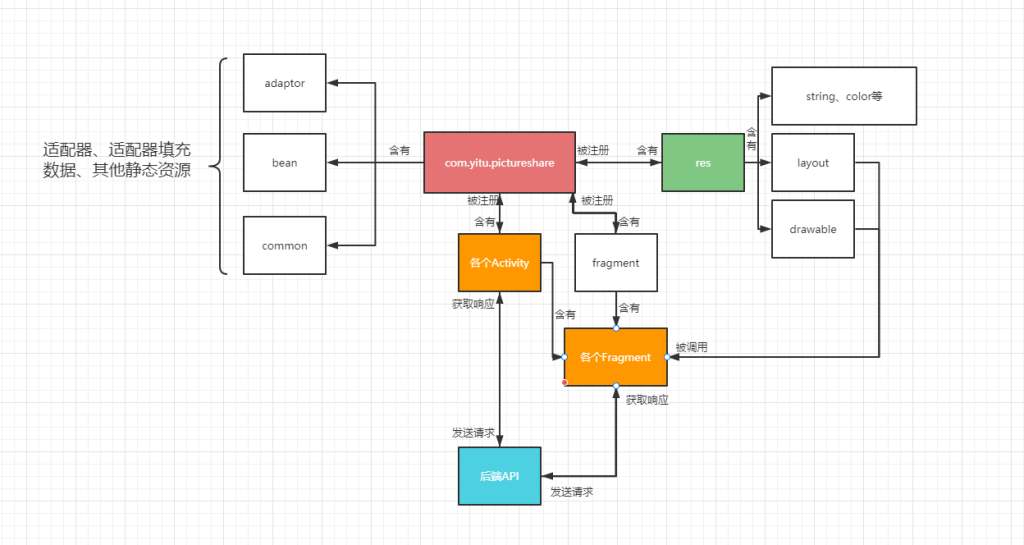 适配器、适配器填充
数据、其他静态资源
adaptor
bean
common
含有
com.yitu.pictureshare
被注册
含有
res
含
有
string、color等
layout
drawable
被注册
含有
被注册
含有
各个Activity
fragment
获取响应
含有
含有
各个Fragment
被调用
获取响应
发送请求
后端API
发送请求